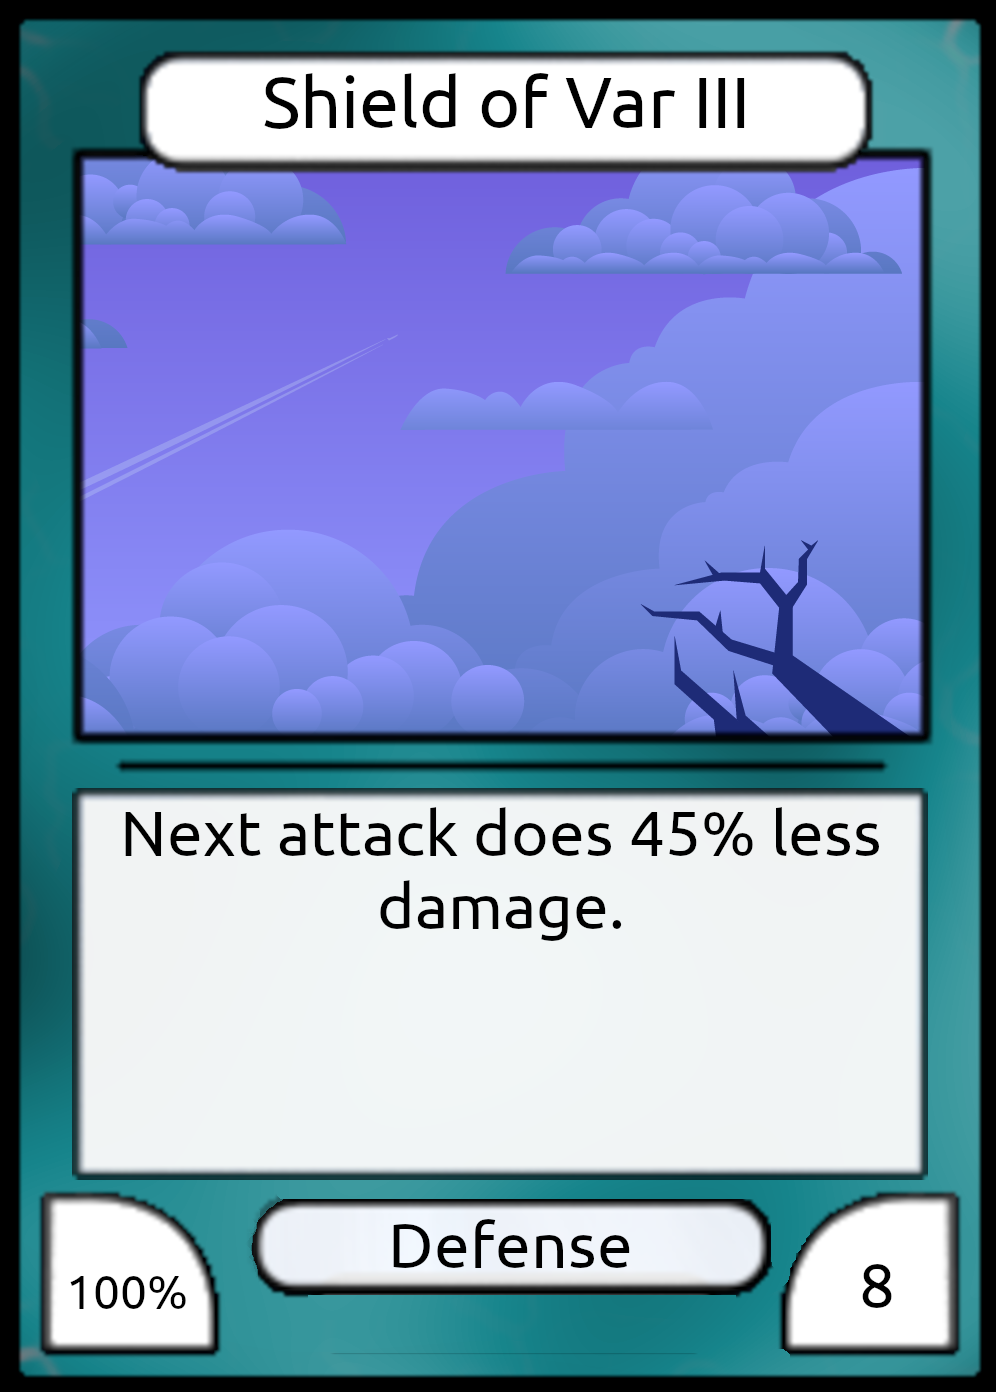 Shield of Var III
Next attack does 45% less
damage.
100%
Defense
8